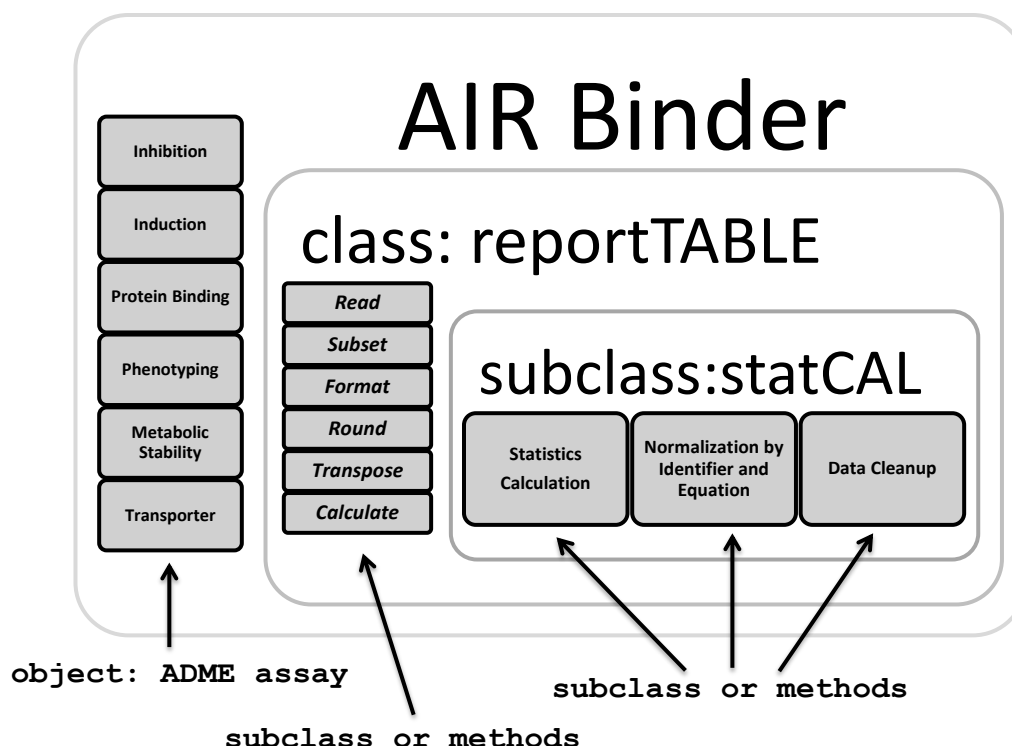 AIR Binder
Inhibition
Induction
Protein Binding
Phenotyping
Metabolic
Stability
Transporter
class: reportTABLE
Read
Subset
Format
Round
Transpose
Calculate
subclass:statCAL
Statistics
Calculation
Normalization by
Identifier and
Equation
Data Cleanup
object: ADME assay
subclass or methods
subclass or methods